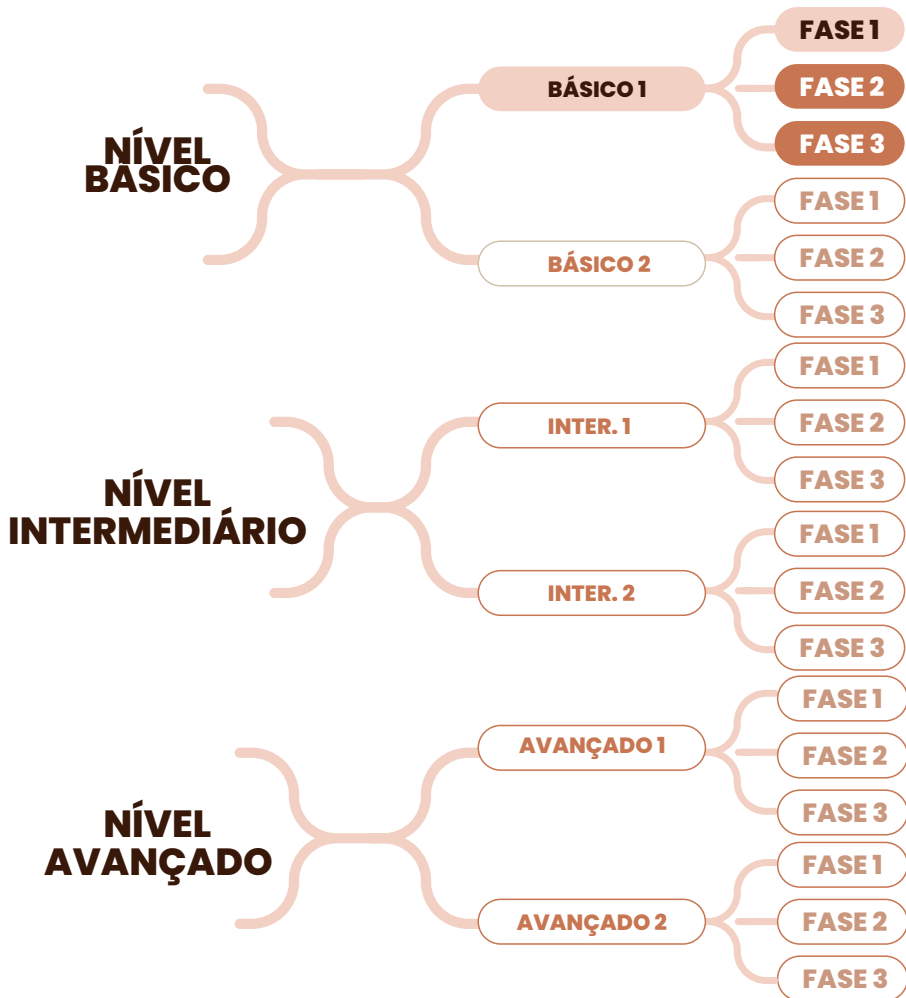 NÍVEL
BÁSICO
BÁSICO 1
FASE 1
FASE 2
FASE 3
BÁSICO 2
FASE 1
FASE 2
FASE 3
NÍVEL
INTERMEDIÁRIO
INTER. 1
FASE 1
FASE 2
FASE 3
INTER. 2
FASE 1
FASE 2
FASE 3
NÍVEL
AVANÇADO
AVANÇADO 1
FASE 1
FASE 2
FASE 3
AVANÇADO 2
FASE 1
FASE 2
FASE 3